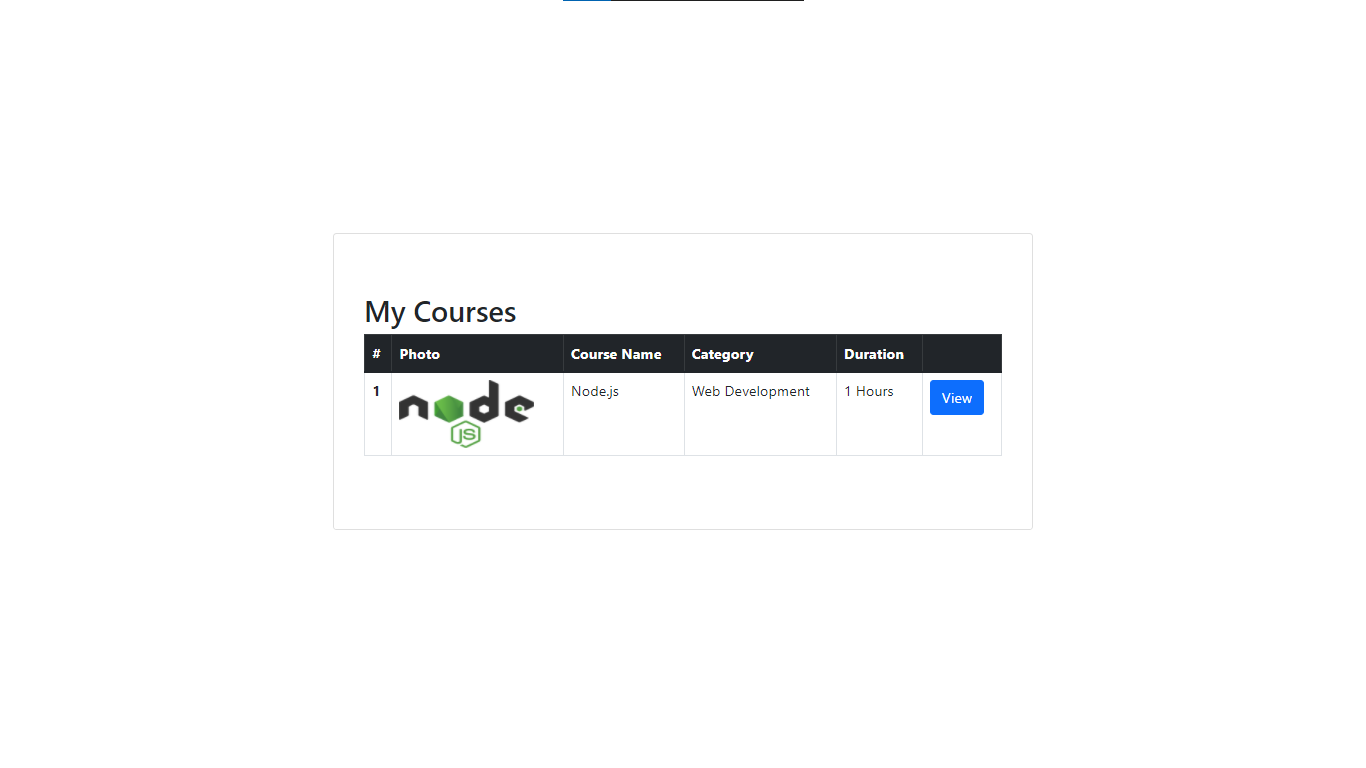 My Courses
# Photo Course Name Category Duration
1 node JS Node.js Web Development 1 Hours View